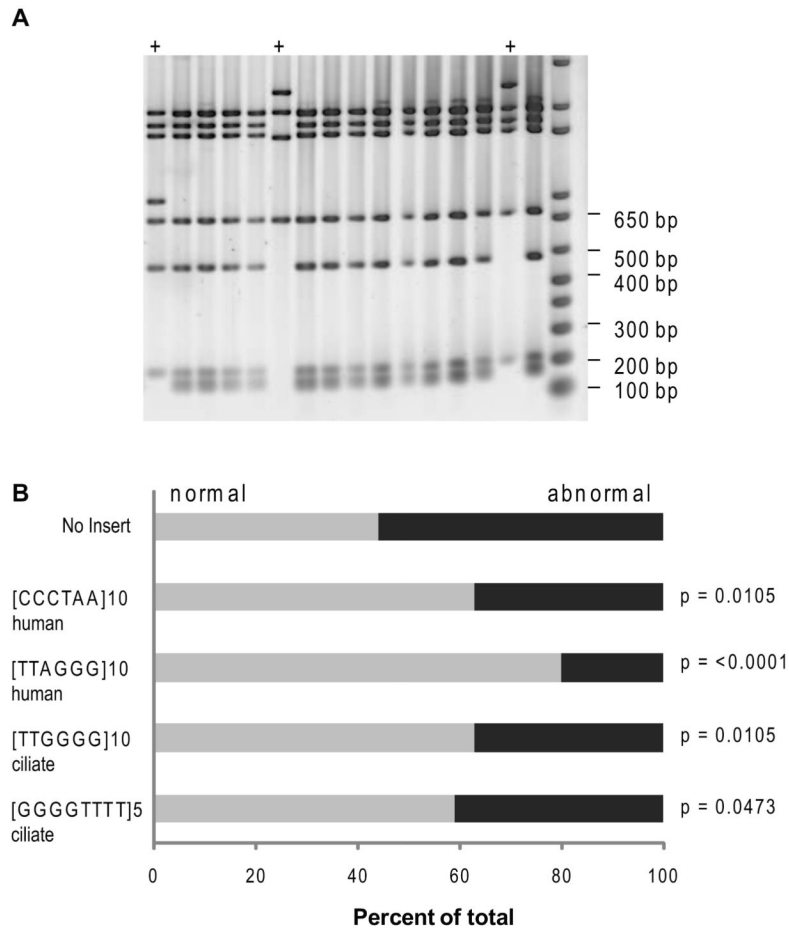 A
+ + +
650 bp
500 bp
400 bp
300 bp
200 bp
100 bp
B
normal abnormal
No Insert
[CCCTAA]10 p = 0.0105
human
[TTAGGG]10 p = <0.0001
human
[TTGGGG]10 p = 0.0105
ciliate
[GGGGTTTT]5 p = 0.0473
ciliate
0 20 40 60 80 100
Percent of total